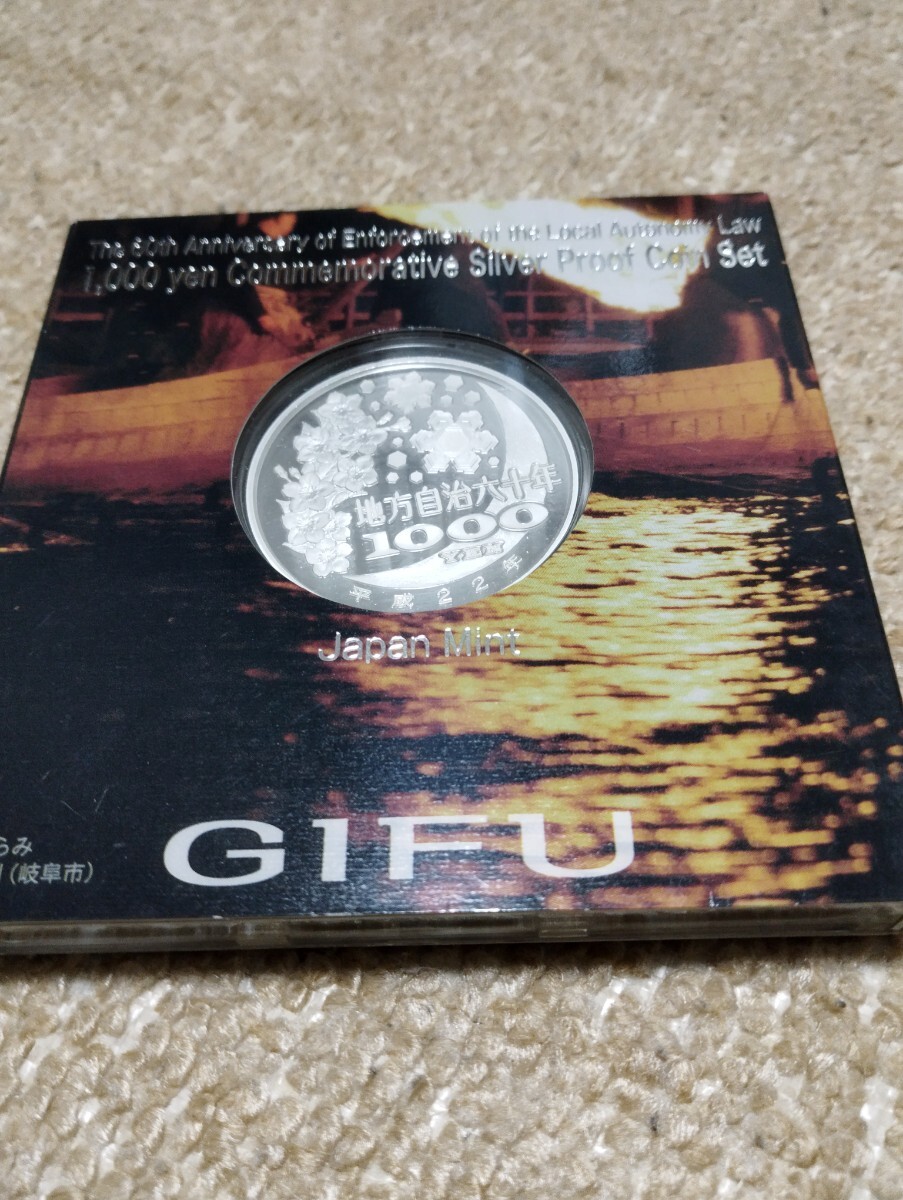 The 60th Anniversary of Enforcement of the Local Autonomy Law
1,000 yen Commemorative Silver Proof Coin Set
地方自治六十年
1000
平成22年
Japan Mint
らみ
(岐阜市)
GIFU